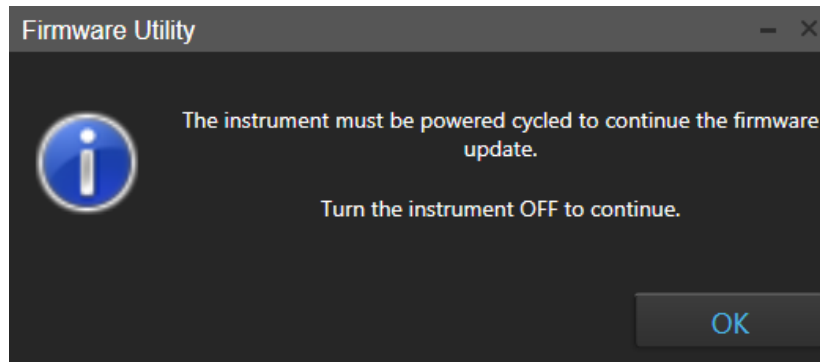 Firmware Utility
The instrument must be powered cycled to continue the firmware
update.
Turn the instrument OFF to continue.
OK